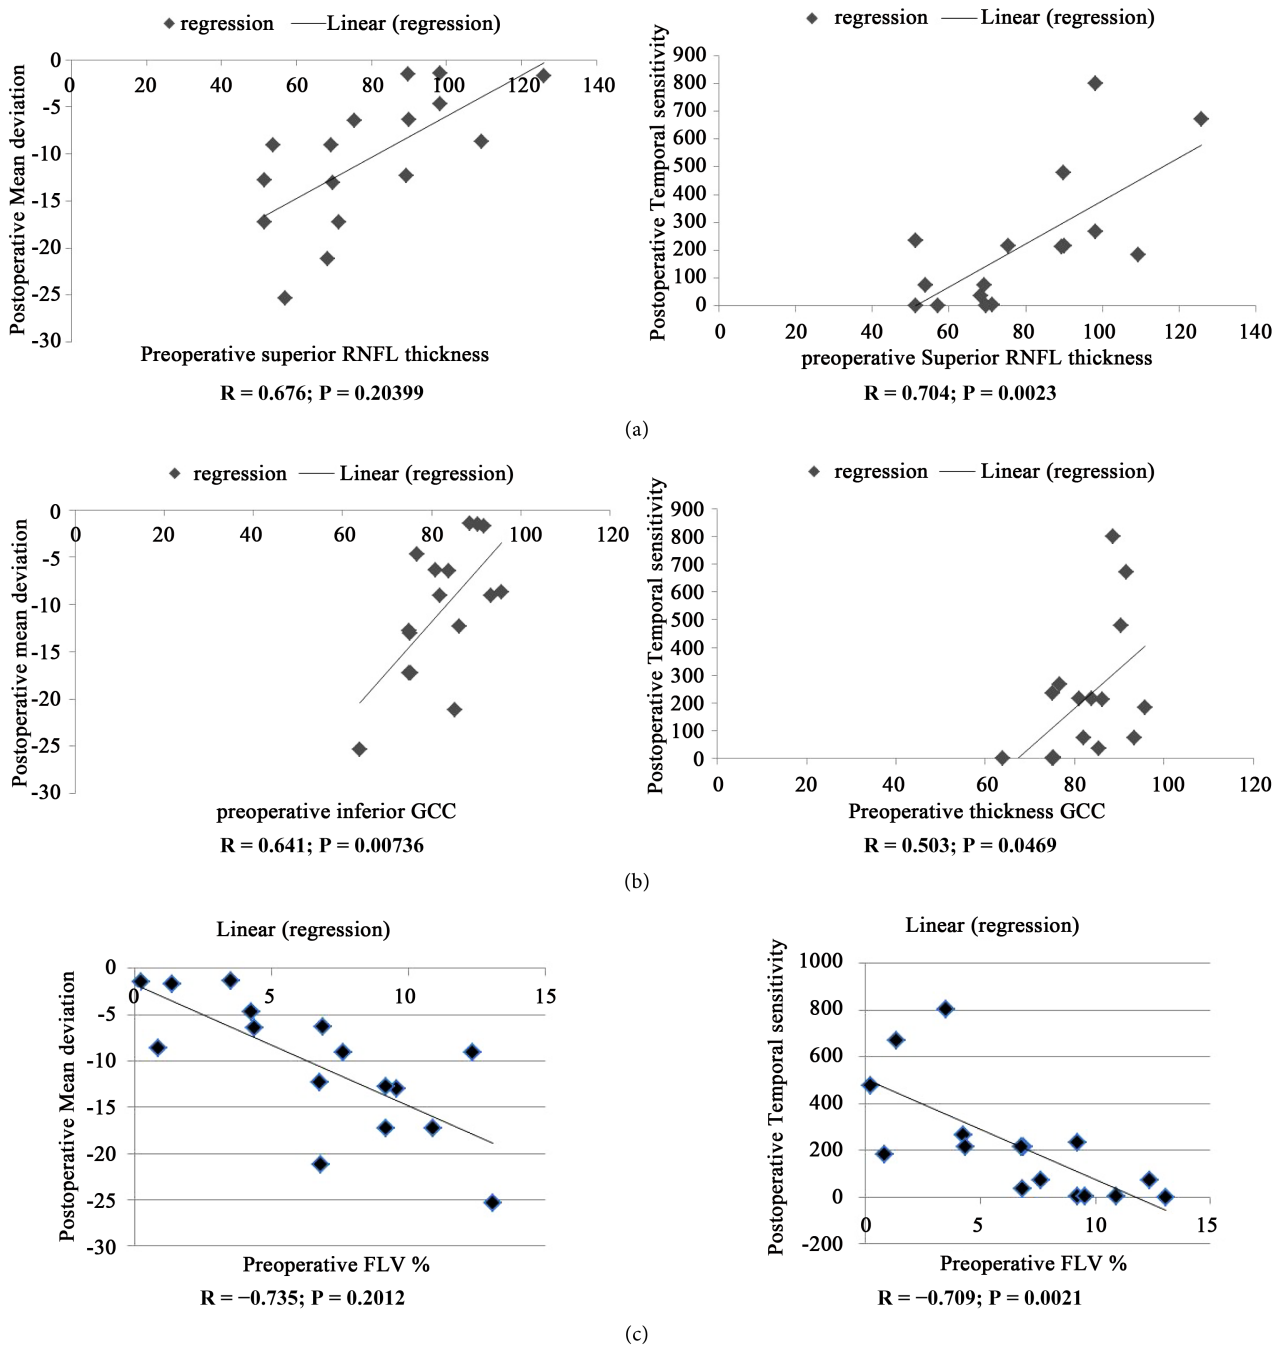 regression Linear (regression)
0
0 20 40 60 80 100 120 140
-5
-10
-15
-20
-25
-30
Postoperative Mean deviation
Preoperative superior RNFL thickness
R = 0.676; P = 0.20399
regression Linear (regression)
900
800
700
600
500
400
300
200
100
0
0 20 40 60 80 100 120 140
Postoperative Temporal sensitivity
preoperative Superior RNFL thickness
R = 0.704; P = 0.0023
(a)
regression Linear (regression)
0
0 20 40 60 80 100 120
-5
-10
-15
-20
-25
-30
Postoperative mean deviation
preoperative inferior GCC
R = 0.641; P = 0.00736
regression Linear (regression)
900
800
700
600
500
400
300
200
100
0
0 20 40 60 80 100 120
Postoperative Temporal sensitivity
Preoperative thickness GCC
R = 0.503; P = 0.0469
(b)
Linear (regression)
0
0 5 10 15
-5
-10
-15
-20
-25
-30
Postoperative Mean deviation
Preoperative FLV %
R = −0.735; P = 0.2012
Linear (regression)
1000
800
600
400
200
0
0 5 10 15
-200
Postoperative Temporal sensitivity
Preoperative FLV %
R = −0.709; P = 0.0021
(c)